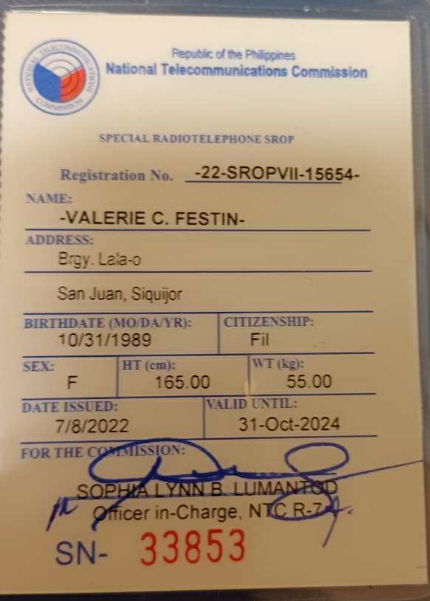 Republic of the Philippines
National Telecommunications Commission
SPECIAL RADIOTELEPHONE SROP
Registration No. -22-SROPVII-15654-
NAME:
-VALERIE C. FESTIN-
ADDRESS:
Brgy. Lala-o
San Juan, Siquijor
BIRTHDATE (MO/DA/YR): CITIZENSHIP:
10/31/1989 Fil
SEX: HT (cm): WT (kg):
F 165.00 55.00
DATE ISSUED: VALID UNTIL:
7/8/2022 31-Oct-2024
FOR THE COMMISSION:
SOPHIA LYNN B. LUMANTOD
Officer in-Charge, NTC R-7
SN- 33853